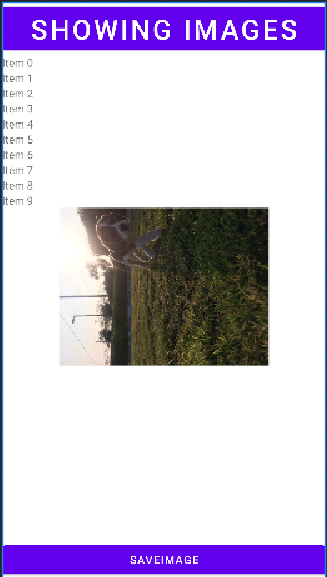 SHOWING IMAGES
Item 0
Item 1
Item 2
Item 3
Item 4
Item 5
Item 6
Item 7
Item 8
Item 9
SAVEIMAGE